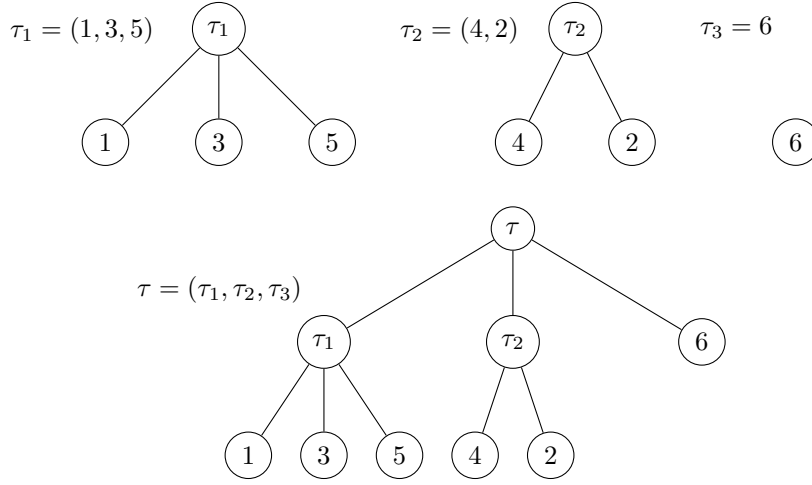 τ₁ = (1, 3, 5) τ₁ τ₂ = (4, 2) τ₂ τ₃ = 6
1 3 5 4 2 6
τ
τ = (τ₁, τ₂, τ₃)
τ₁ τ₂ 6
1 3 5 4 2